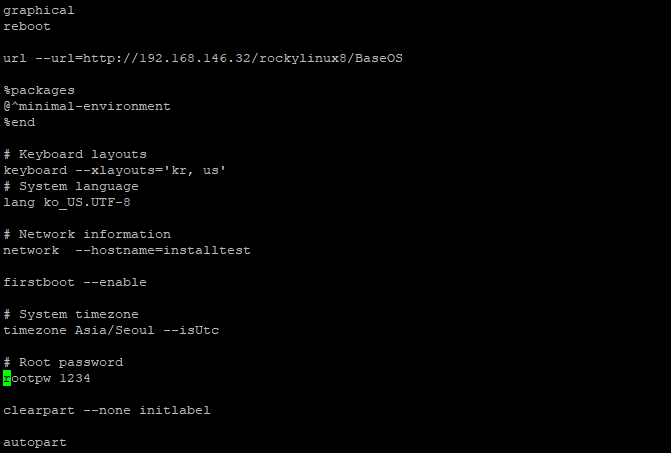 graphical
reboot
url --url=http://192.168.146.32/rockylinux8/BaseOS
%packages
@^minimal-environment
%end
# Keyboard layouts
keyboard --xlayouts='kr, us'
# System language
lang ko_US.UTF-8
# Network information
network  --hostname=installtest
firstboot --enable
# System timezone
timezone Asia/Seoul --isUtc
# Root password
rootpw 1234
clearpart --none initlabel
autopart